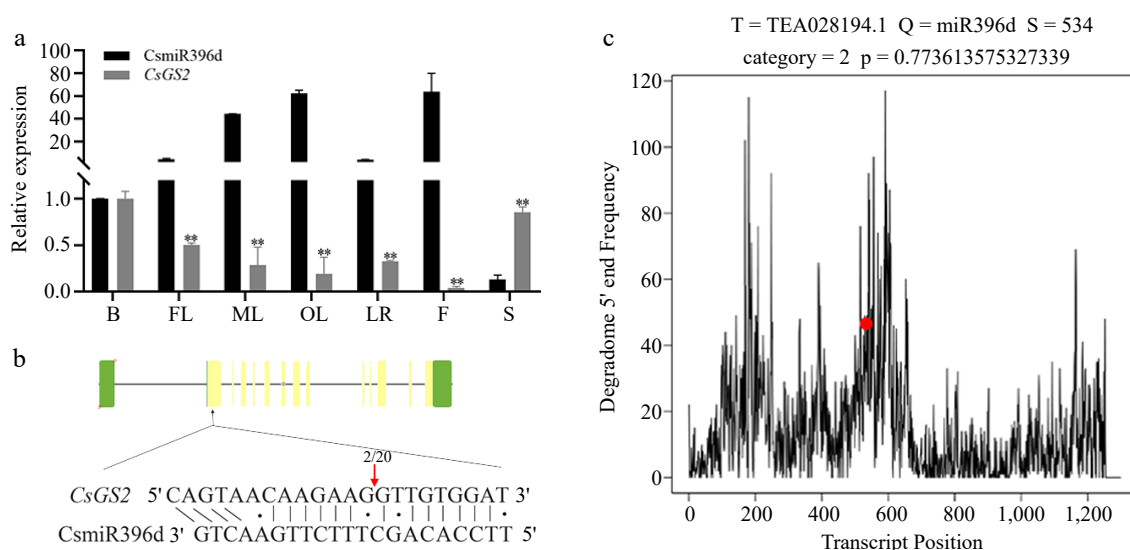 a
CsmiR396d
CsGS2
Relative expression
100
80
60
40
20
1.0
0.5
0.0
**
**
**
**
**
**
B FL ML OL LR F S
b
2/20
CsGS2 5' CAGTAACAAGAAGGTTGTGGAT 3'
CsmiR396d 3' GTCAAGTTCTTTCGACACCTT 5'
c
T = TEA028194.1 Q = miR396d S = 534
category = 2 p = 0.773613575327339
Degradome 5' end Frequency
120
100
80
60
40
20
0
0 200 400 600 800 1,000 1,200
Transcript Position